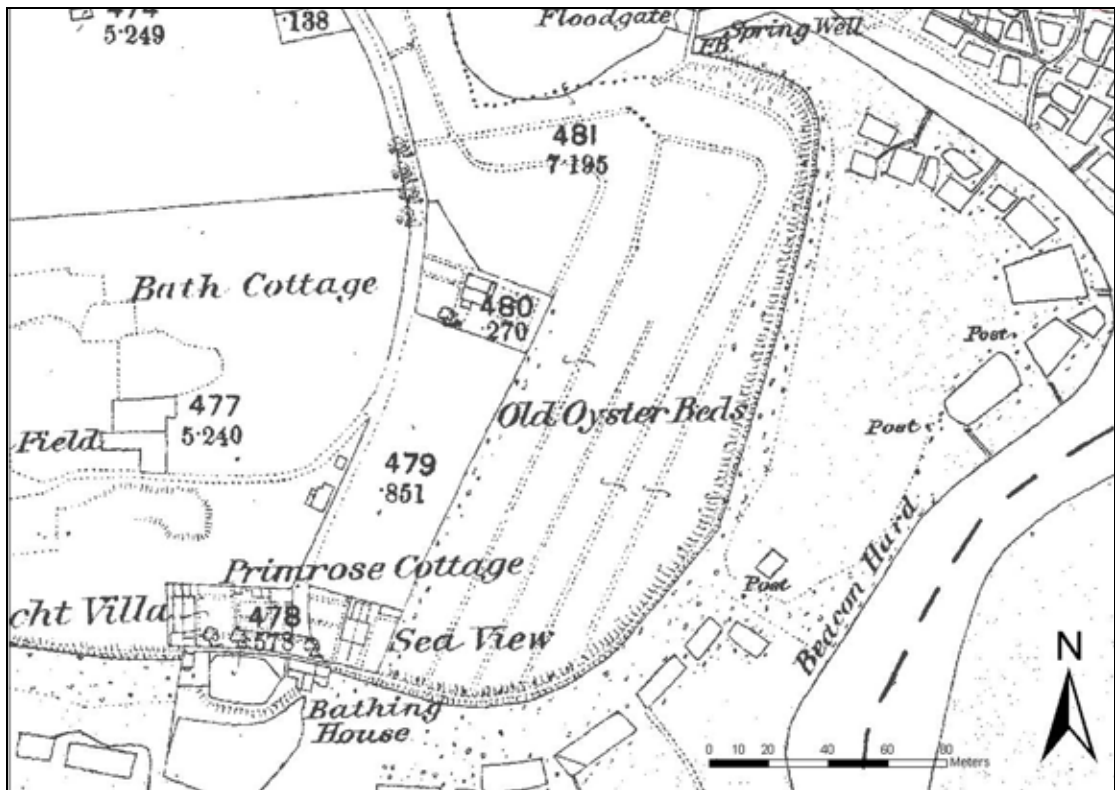 474
5·249
138
Floodgate
F.B.
Spring Well
481
7·195
Bath Cottage
480
·270
477
5·240
Field
Old Oyster Beds
Post
Post
479
·851
Primrose Cottage
Post
Beacon Hard
cht Villa
478
·578
Sea View
Bathing
House
N
0 10 20 40 60 80
Meters